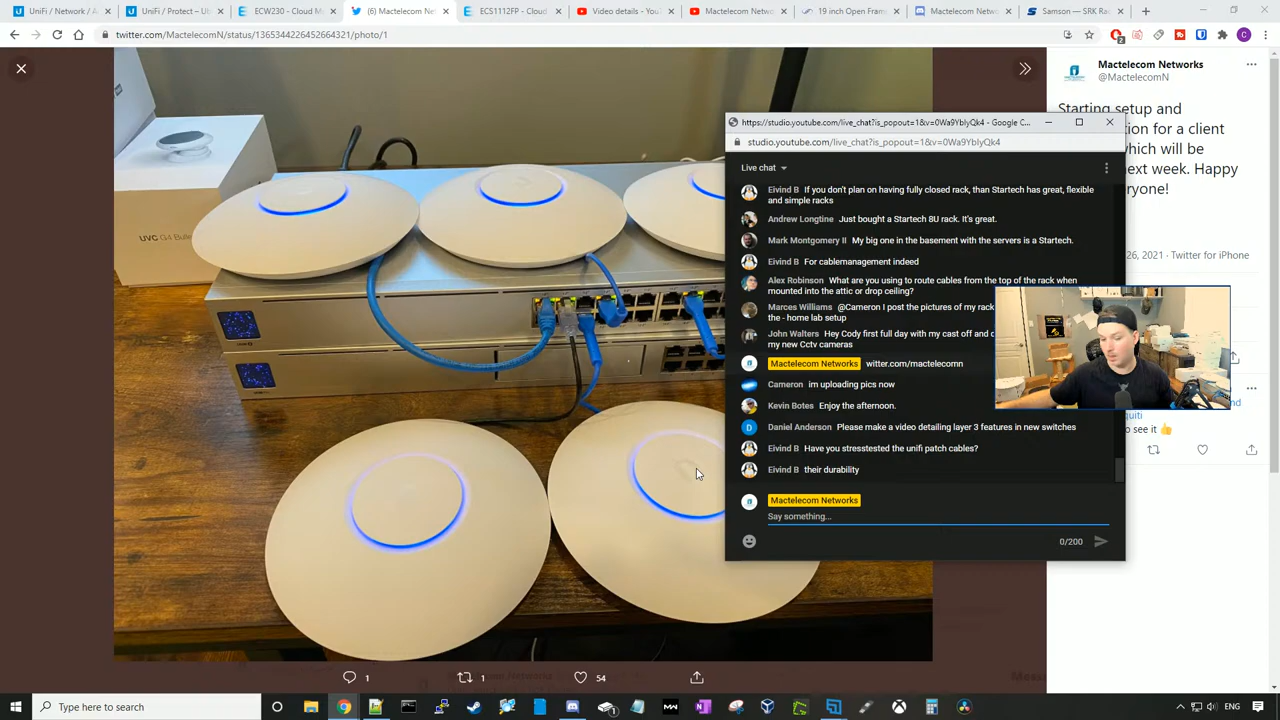 UniFi / Network / A
UniFi / Protect – Ub
ECW230 - Cloud M
(6) Mactelecom Net
ECS1112FP - Cloud
Video details - You
Mactelecom Networ
19 inch Open Frame
Mactelecom Networ
Samson — SRK Ra
twitter.com/MactelecomN/status/1365344226452664321/photo/1
Mactelecom Networks
@MactelecomN
Starting setup and
tion for a client
which will be
next week. Happy
eryone!
26, 2021 · Twitter for iPhone
to see it 👍
UVC G4 Bulle
https://studio.youtube.com/live_chat?is_popout=1&v=0Wa9YbIyQk4 - Google C...
studio.youtube.com/live_chat?is_popout=1&v=0Wa9YbIyQk4
Live chat
Eivind B If you don't plan on having fully closed rack, than Startech has great, flexible
and simple racks
Andrew Longtine Just bought a Startech 8U rack. It's great.
Mark Montgomery II My big one in the basement with the servers is a Startech.
Eivind B For cablemanagement indeed
Alex Robinson What are you using to route cables from the top of the rack when
mounted into the attic or drop ceiling?
Marces Williams @Cameron I post the pictures of my rack
the - home lab setup
John Walters Hey Cody first full day with my cast off and
my new Cctv cameras
Mactelecom Networks witter.com/mactelecomn
Cameron im uploading pics now
Kevin Botes Enjoy the afternoon.
D Daniel Anderson Please make a video detailing layer 3 features in new switches
Eivind B Have you stresstested the unifi patch cables?
Eivind B their durability
Mactelecom Networks
Say something...
0/200
1
1
54
Type here to search
ENG